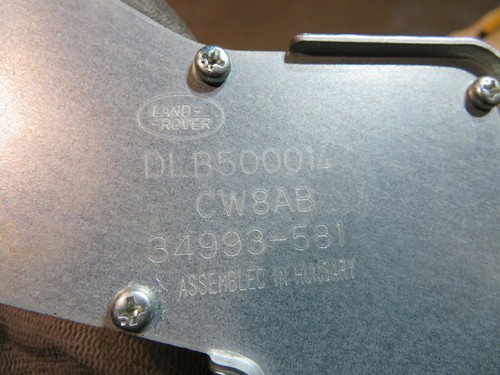 LAND-
-ROVER
DLB500014
CW8AB
34993-581
ASSEMBLED IN HUNGARY